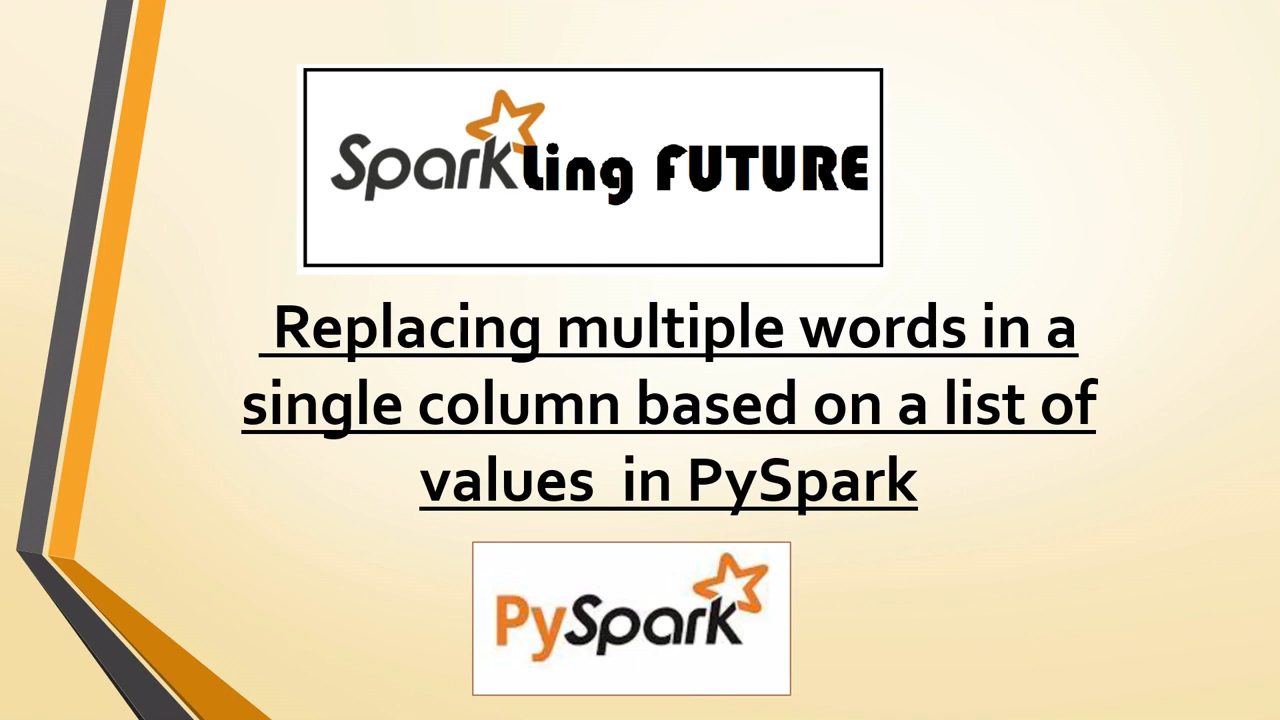 SparkLing FUTURE
Replacing multiple words in a
single column based on a list of
values  in PySpark
PySpark